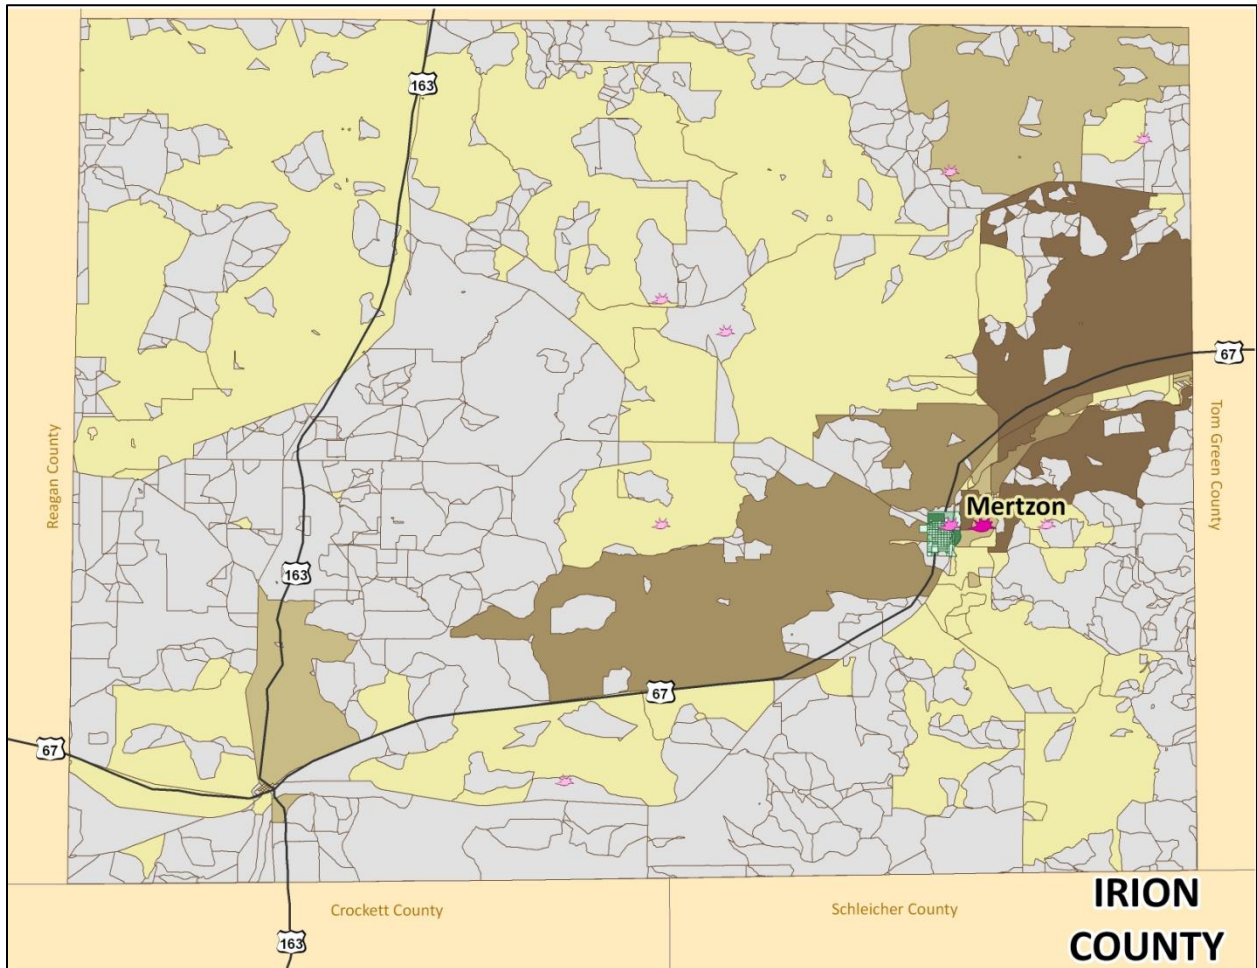 163
67
Reagan County
Tom Green County
Mertzon
163
67
67
Crockett County
Schleicher County
163
IRION
COUNTY